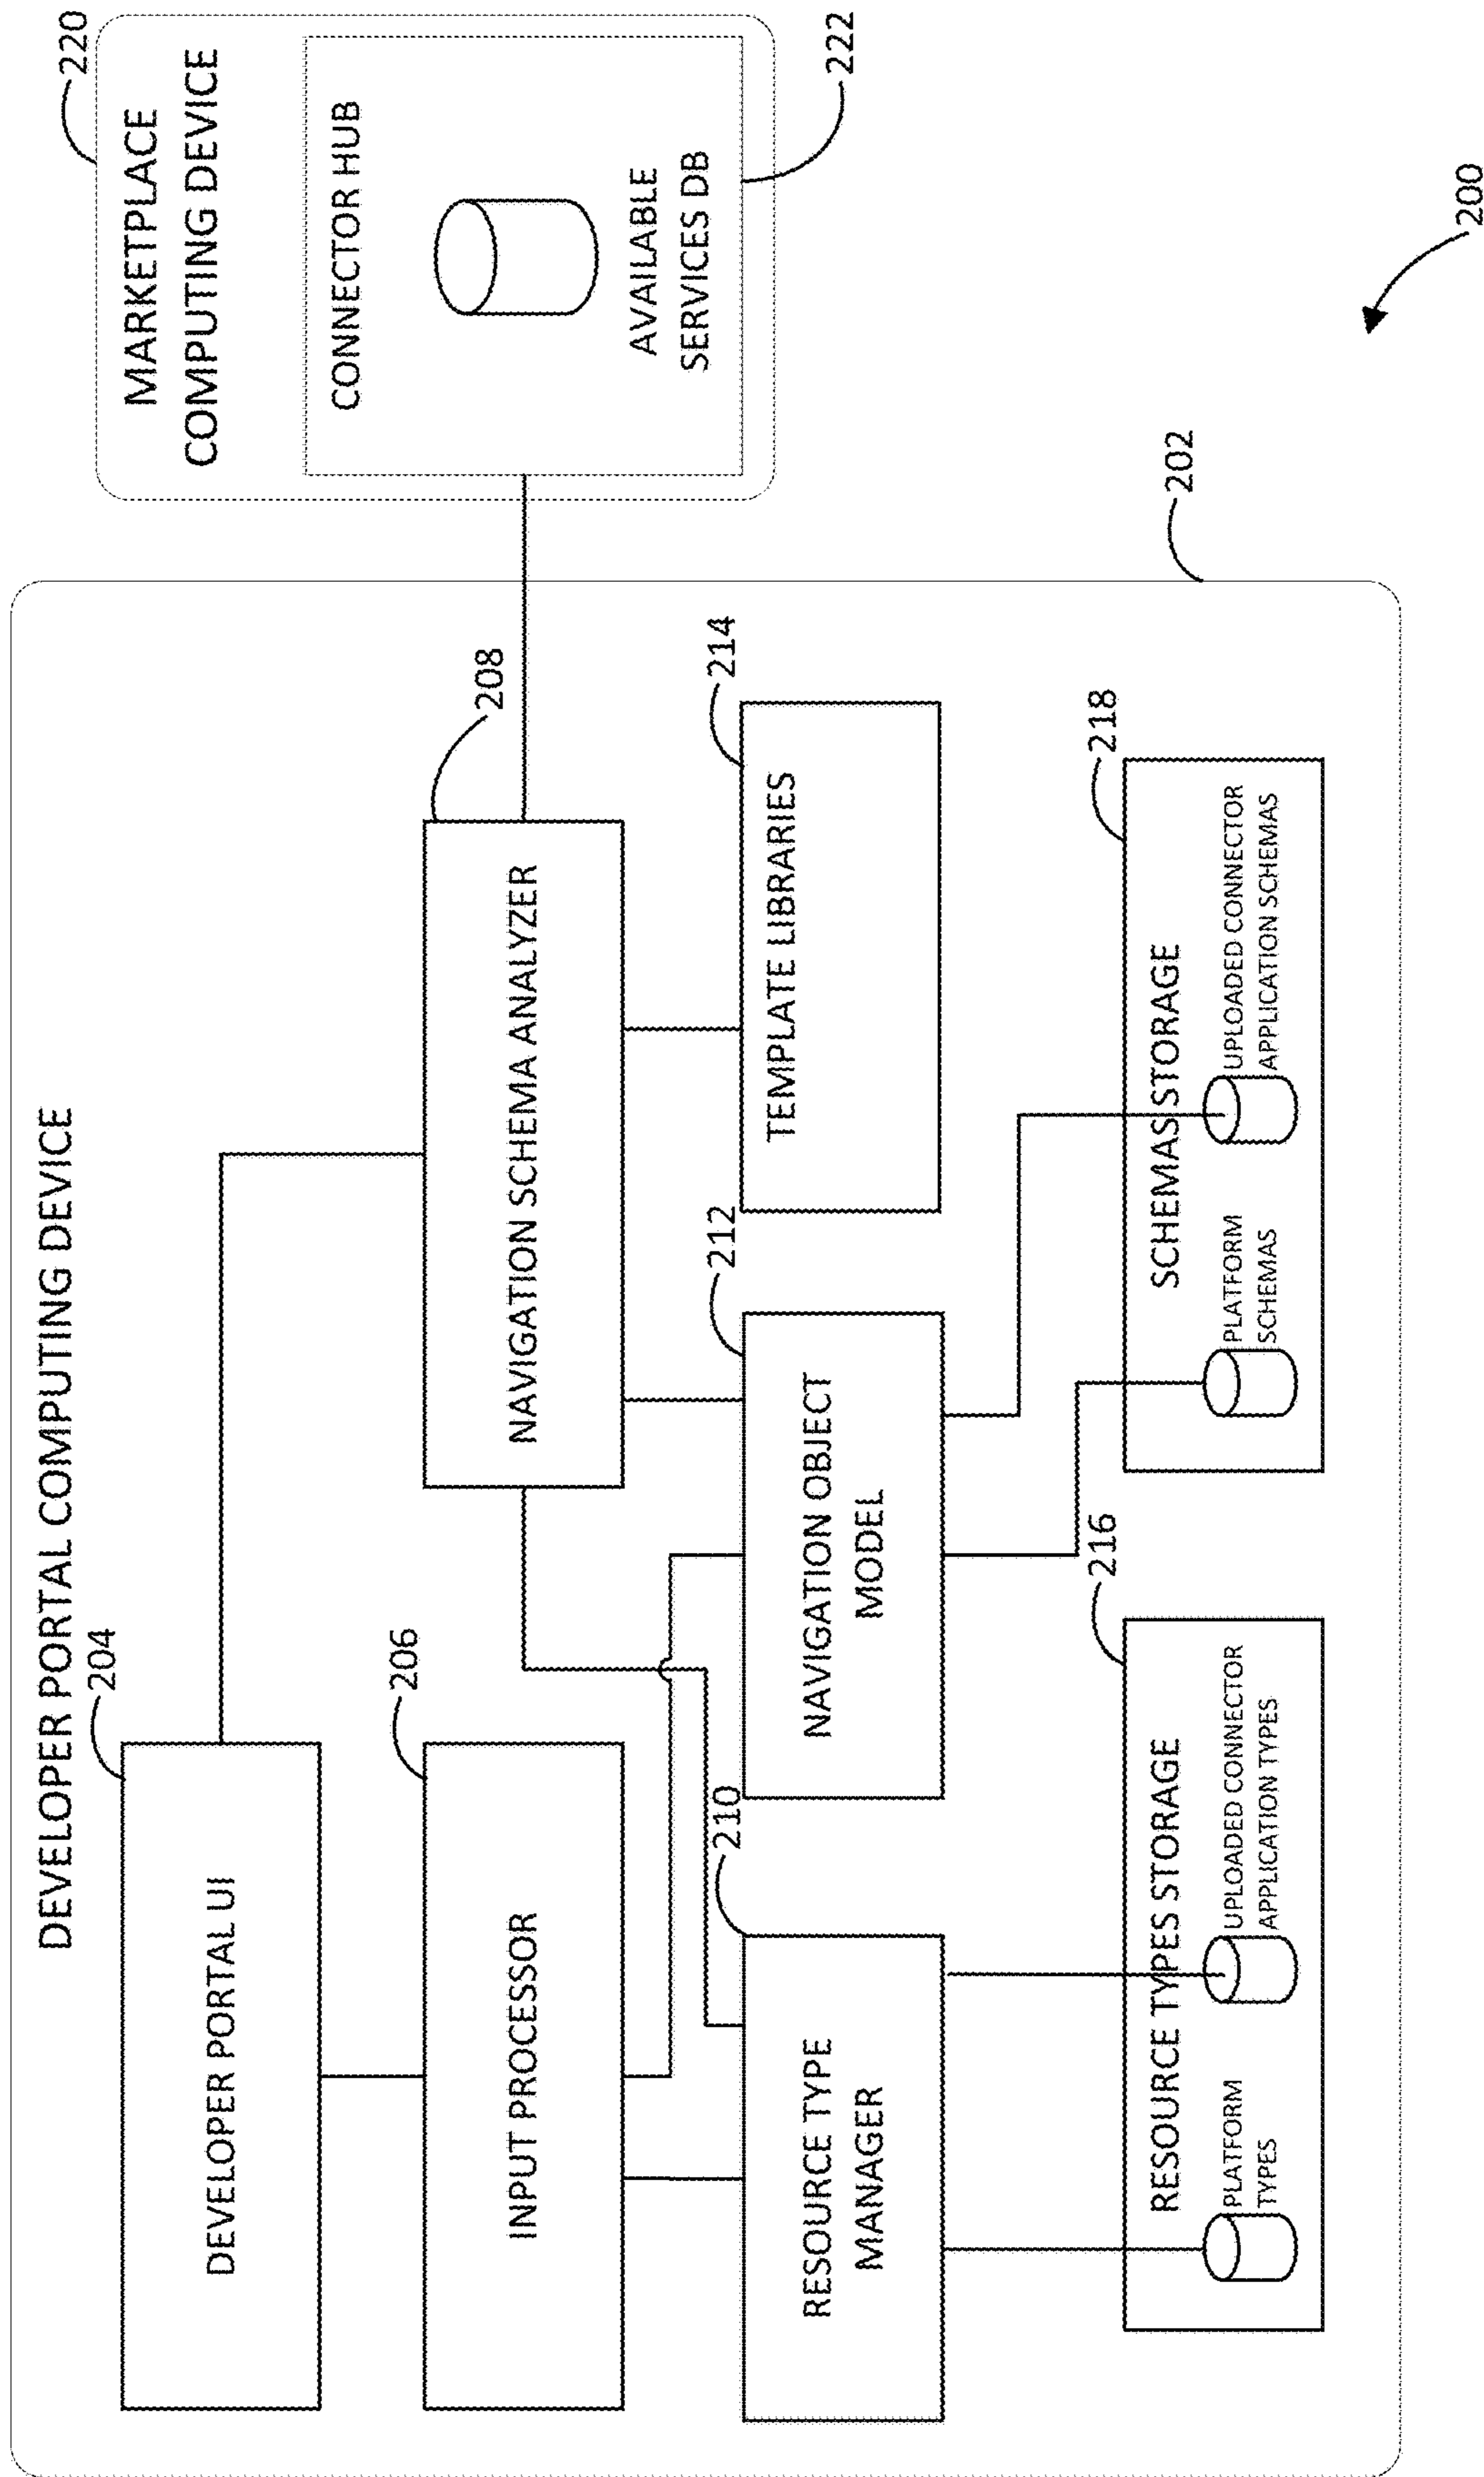 DEVELOPER PORTAL COMPUTING DEVICE
204
DEVELOPER PORTAL UI
206
INPUT PROCESSOR
208
NAVIGATION SCHEMA ANALYZER
210
RESOURCE TYPE
MANAGER
212
NAVIGATION OBJECT
MODEL
214
TEMPLATE LIBRARIES
216
RESOURCE TYPES STORAGE
PLATFORM
TYPES
UPLOADED CONNECTOR
APPLICATION TYPES
218
SCHEMAS STORAGE
PLATFORM
SCHEMAS
UPLOADED CONNECTOR
APPLICATION SCHEMAS
202
220
MARKETPLACE
COMPUTING DEVICE
CONNECTOR HUB
AVAILABLE
SERVICES DB
222
200